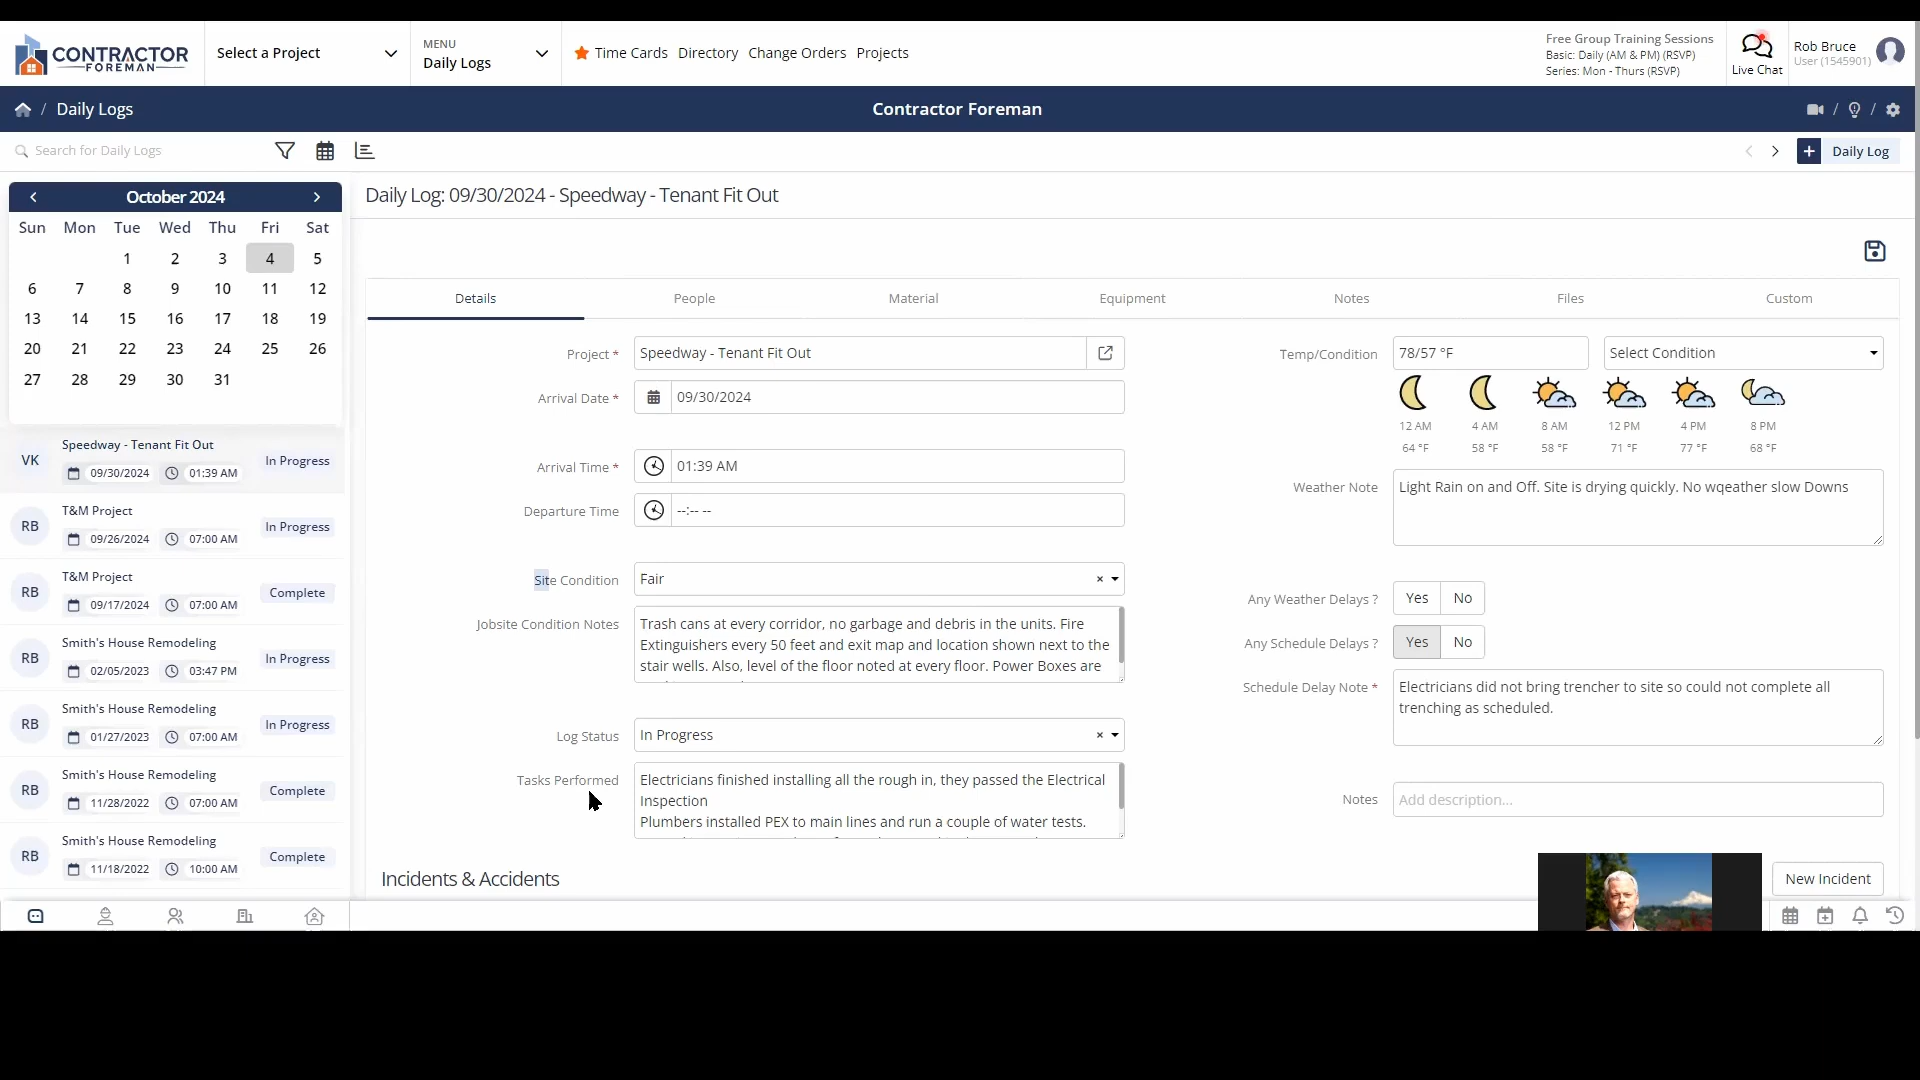 CONTRACTOR
FOREMAN
Select a Project
MENU
Daily Logs
Time Cards
Directory
Change Orders
Projects
Free Group Training Sessions
Basic: Daily (AM & PM) (RSVP)
Series: Mon - Thurs (RSVP)
Live Chat
Rob Bruce
User (1545901)
/ Daily Logs
Contractor Foreman
/ /
Search for Daily Logs
+ Daily Log
October 2024
Sun Mon Tue Wed Thu Fri Sat
1 2 3 4 5
6 7 8 9 10 11 12
13 14 15 16 17 18 19
20 21 22 23 24 25 26
27 28 29 30 31
VK
Speedway - Tenant Fit Out
09/30/2024 01:39 AM
In Progress
RB
T&M Project
09/26/2024 07:00 AM
In Progress
RB
T&M Project
09/17/2024 07:00 AM
Complete
RB
Smith's House Remodeling
02/05/2023 03:47 PM
In Progress
RB
Smith's House Remodeling
01/27/2023 07:00 AM
In Progress
RB
Smith's House Remodeling
11/28/2022 07:00 AM
Complete
RB
Smith's House Remodeling
11/18/2022 10:00 AM
Complete
Daily Log: 09/30/2024 - Speedway - Tenant Fit Out
Details People Material Equipment Notes Files Custom
Project * Speedway - Tenant Fit Out
Arrival Date * 09/30/2024
Arrival Time * 01:39 AM
Departure Time --:-- --
Site Condition Fair ×
Jobsite Condition Notes
Trash cans at every corridor, no garbage and debris in the units. Fire
Extinguishers every 50 feet and exit map and location shown next to the
stair wells. Also, level of the floor noted at every floor. Power Boxes are
Log Status In Progress ×
Tasks Performed
Electricians finished installing all the rough in, they passed the Electrical
Inspection
Plumbers installed PEX to main lines and run a couple of water tests.
Temp/Condition 78/57 °F Select Condition
12 AM 4 AM 8 AM 12 PM 4 PM 8 PM
64 °F 58 °F 58 °F 71 °F 77 °F 68 °F
Weather Note
Light Rain on and Off. Site is drying quickly. No wqeather slow Downs
Any Weather Delays ? Yes No
Any Schedule Delays ? Yes No
Schedule Delay Note *
Electricians did not bring trencher to site so could not complete all
trenching as scheduled.
Notes Add description...
Incidents & Accidents
New Incident